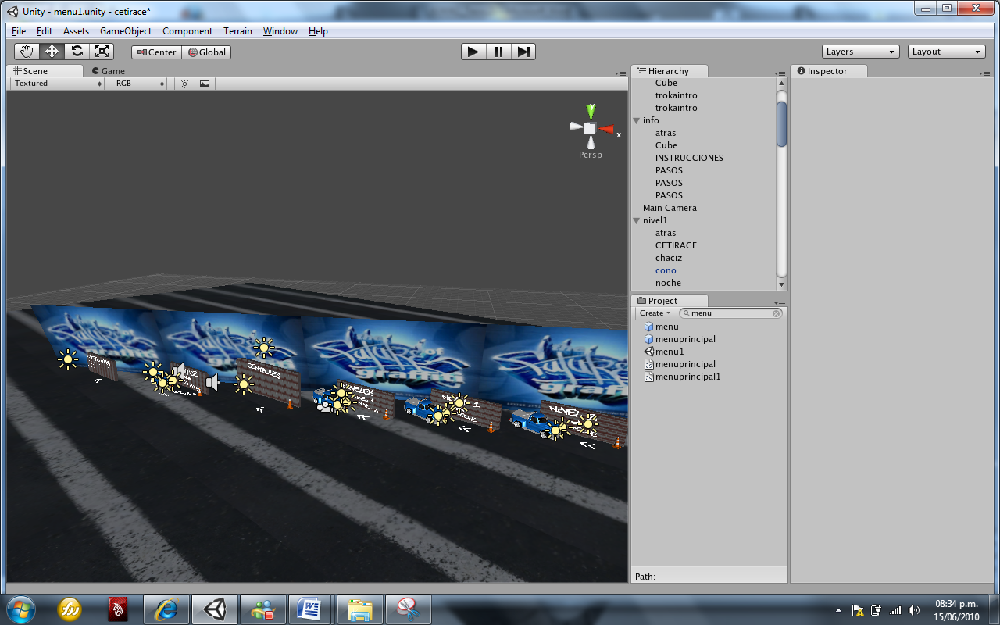 Unity - menu1.unity - cetirace*
File Edit Assets GameObject Component Terrain Window Help
Center Global Layers Layout
Scene Game
Textured RGB
y
x
Persp
CONTROLES
NIVELES
NIVEL 1
NIVEL 2
Hierarchy
Cube
trokaintro
trokaintro
info
atras
Cube
INSTRUCCIONES
PASOS
PASOS
PASOS
Main Camera
nivel1
atras
CETIRACE
chaciz
cono
noche
Project
Create menu
menu
menuprincipal
menu1
menuprincipal
menuprincipal1
Path:
Inspector
08:34 p.m.
15/06/2010